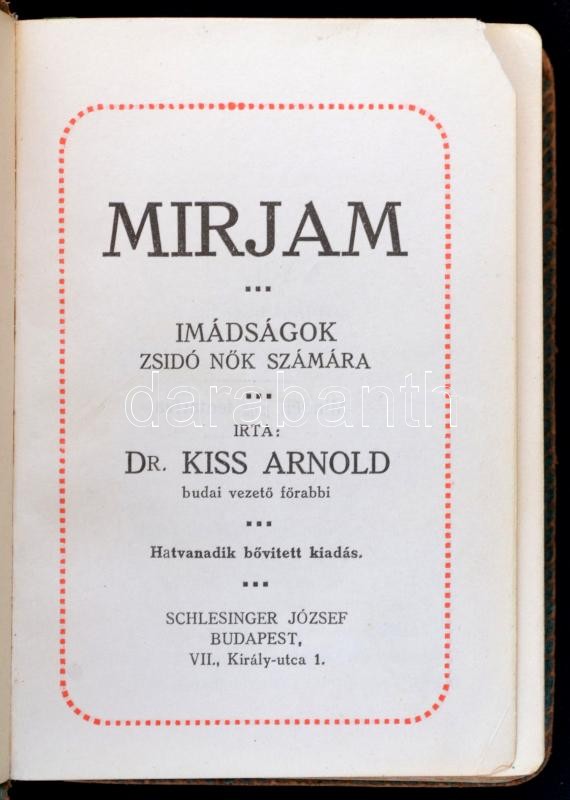 MIRJAM
IMÁDSÁGOK
ZSIDÓ NŐK SZÁMÁRA
darabanth
IRTA:
DR. KISS ARNOLD
budai vezető főrabbi
Hatvanadik bővitett kiadás.
SCHLESINGER JÓZSEF
BUDAPEST,
VII., Király-utca 1.